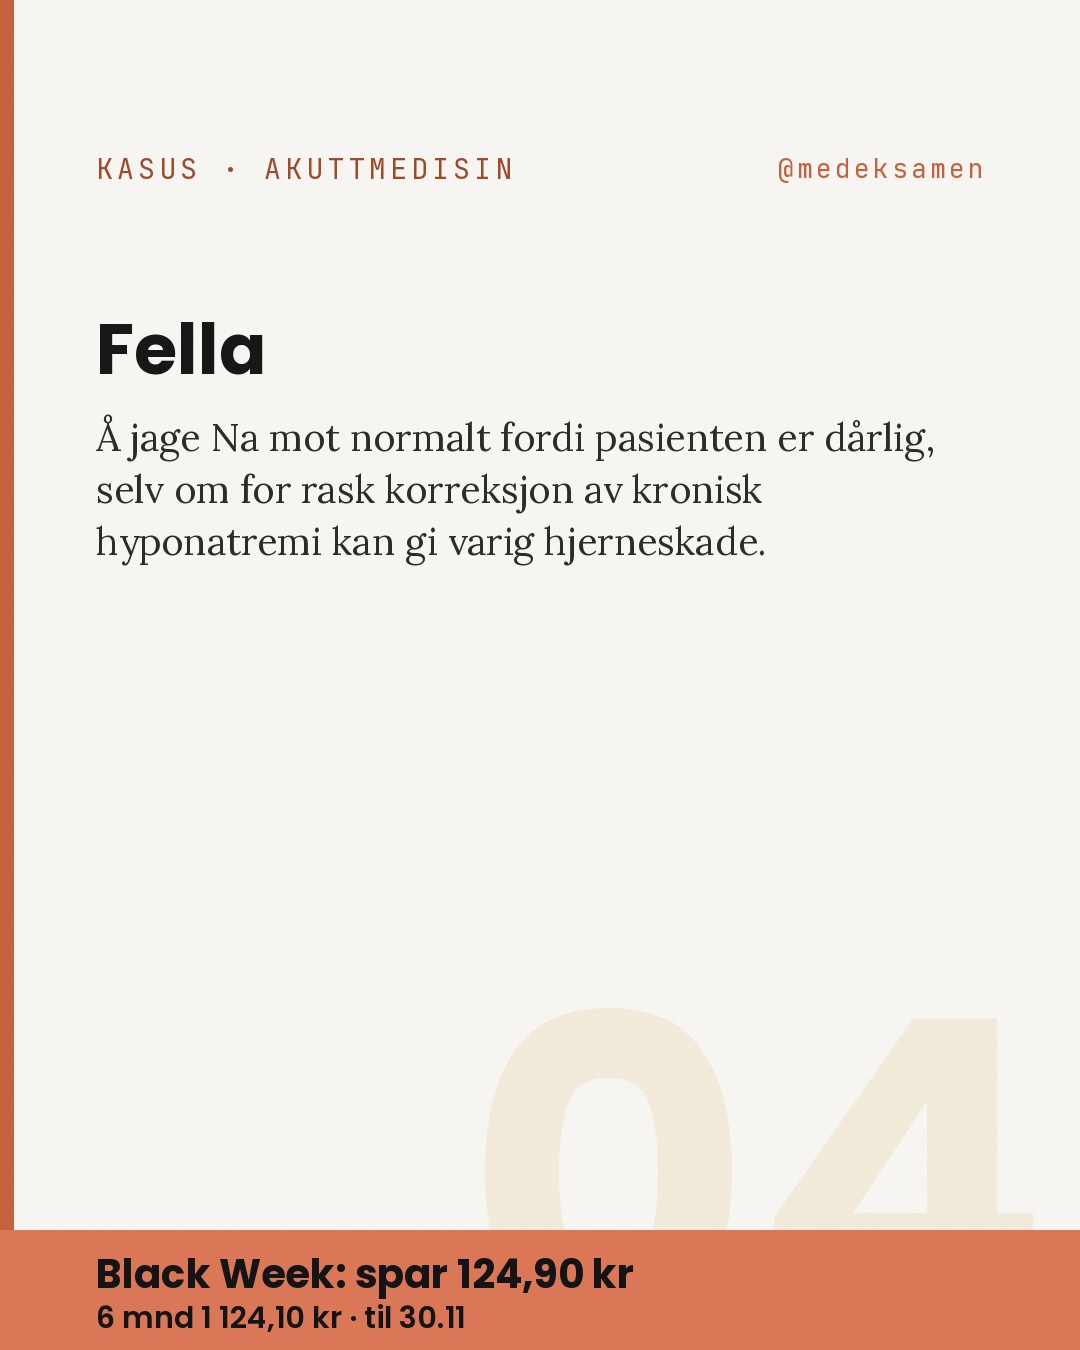 KASUS · AKUTTMEDISIN
@medeksamen
Fella
Å jage Na mot normalt fordi pasienten er dårlig,
selv om for rask korreksjon av kronisk
hyponatremi kan gi varig hjerneskade.
04
Black Week: spar 124,90 kr
6 mnd 1 124,10 kr · til 30.11